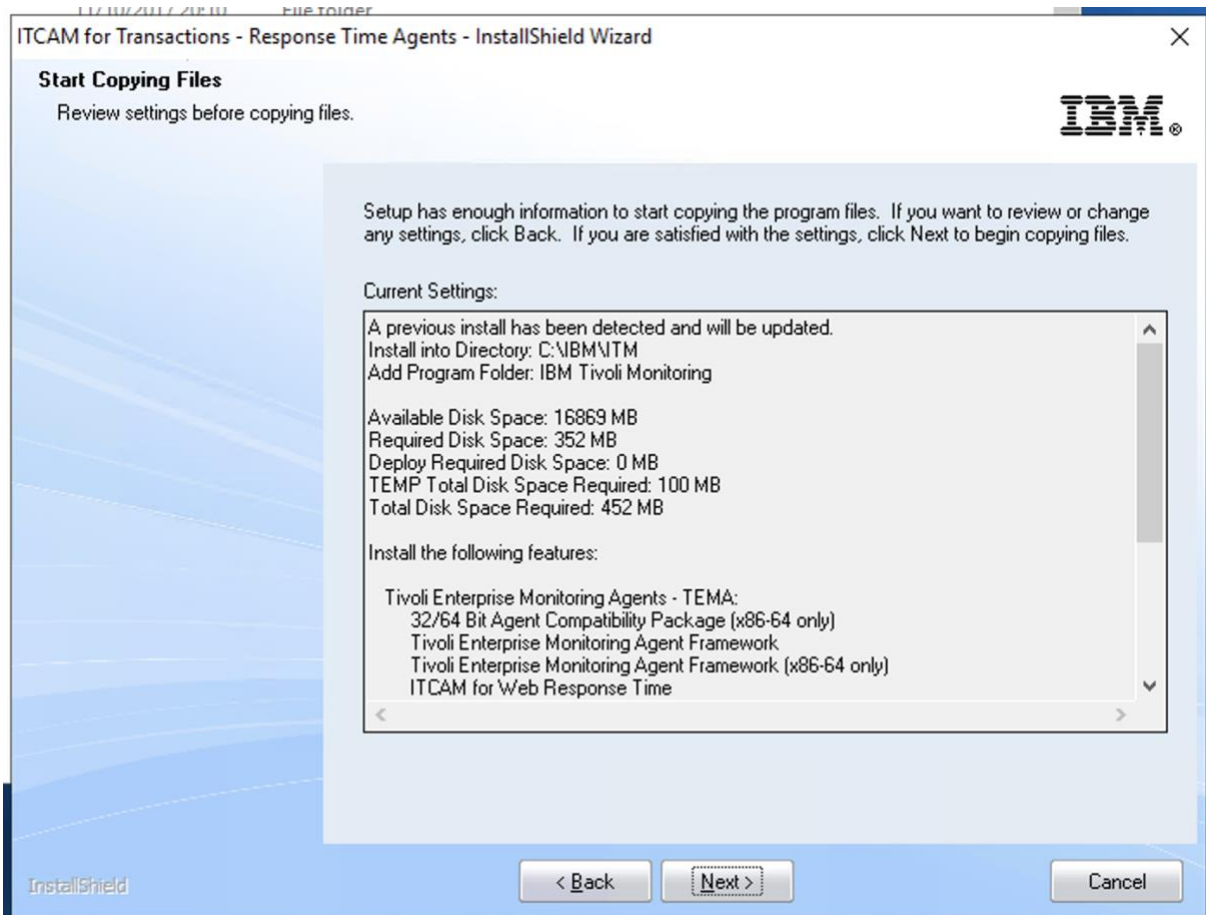 11/10/2017 20:10 File folder
ITCAM for Transactions - Response Time Agents - InstallShield Wizard
Start Copying Files
Review settings before copying files.
IBM®
Setup has enough information to start copying the program files. If you want to review or change
any settings, click Back. If you are satisfied with the settings, click Next to begin copying files.
Current Settings:
A previous install has been detected and will be updated.
Install into Directory: C:\IBM\ITM
Add Program Folder: IBM Tivoli Monitoring
Available Disk Space: 16869 MB
Required Disk Space: 352 MB
Deploy Required Disk Space: 0 MB
TEMP Total Disk Space Required: 100 MB
Total Disk Space Required: 452 MB
Install the following features:
Tivoli Enterprise Monitoring Agents - TEMA:
32/64 Bit Agent Compatibility Package (x86-64 only)
Tivoli Enterprise Monitoring Agent Framework
Tivoli Enterprise Monitoring Agent Framework (x86-64 only)
ITCAM for Web Response Time
InstallShield
< Back
Next >
Cancel